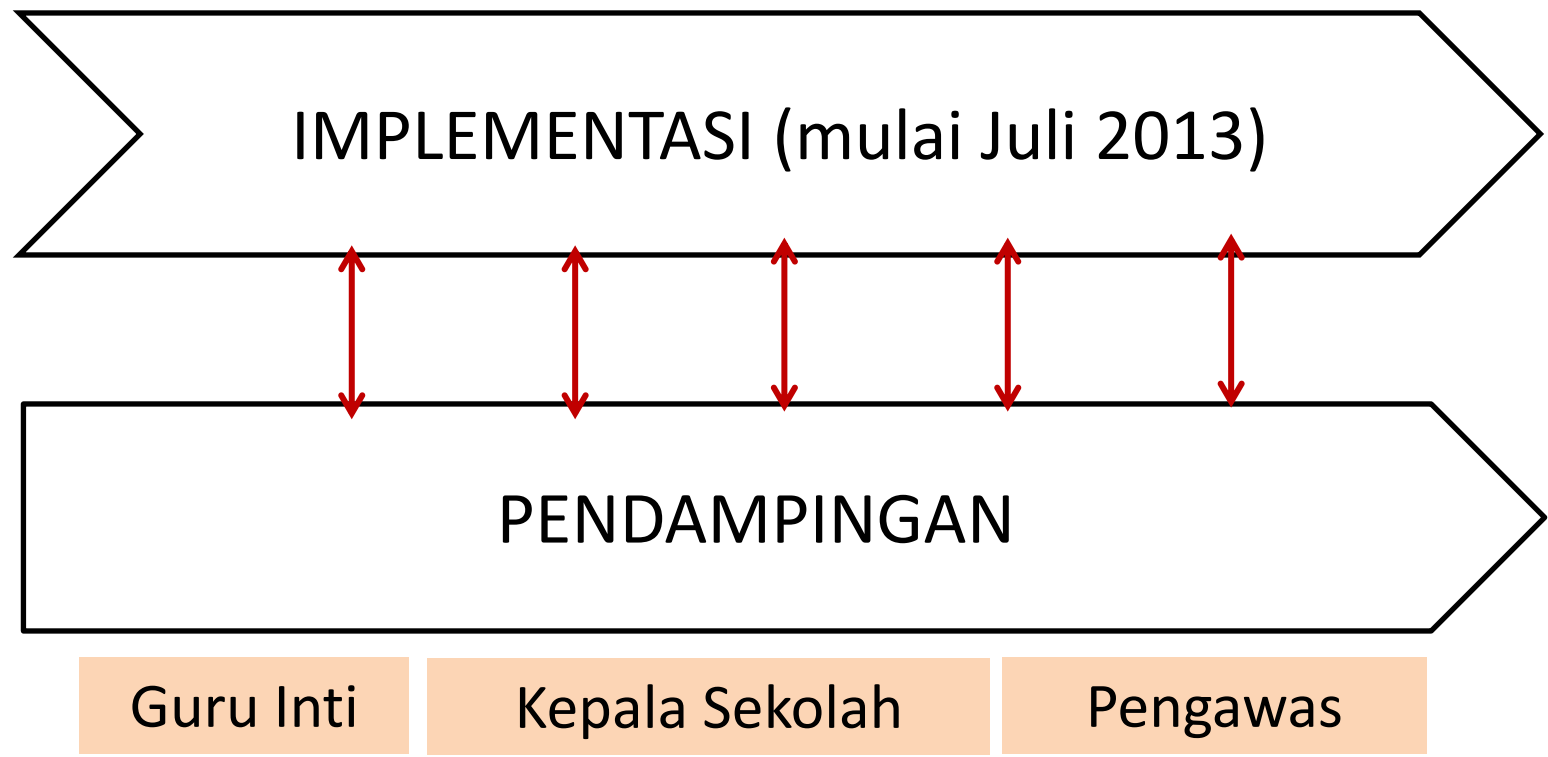 IMPLEMENTASI (mulai Juli 2013)
PENDAMPINGAN
Guru Inti
Kepala Sekolah
Pengawas